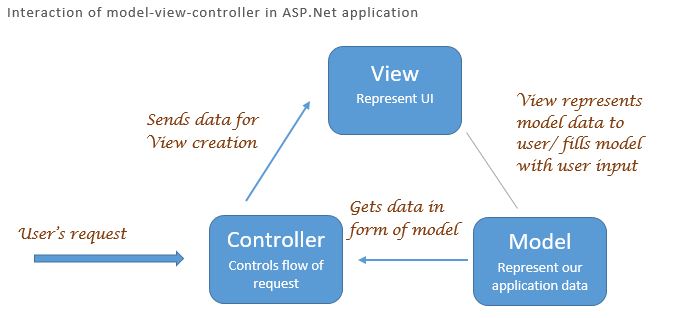 Interaction of model-view-controller in ASP.Net application
View
Represent UI
Sends data for
View creation
View represents
model data to
user/ fills model
with user input
User's request
Controller
Controls flow of
request
Gets data in
form of model
Model
Represent our
application data